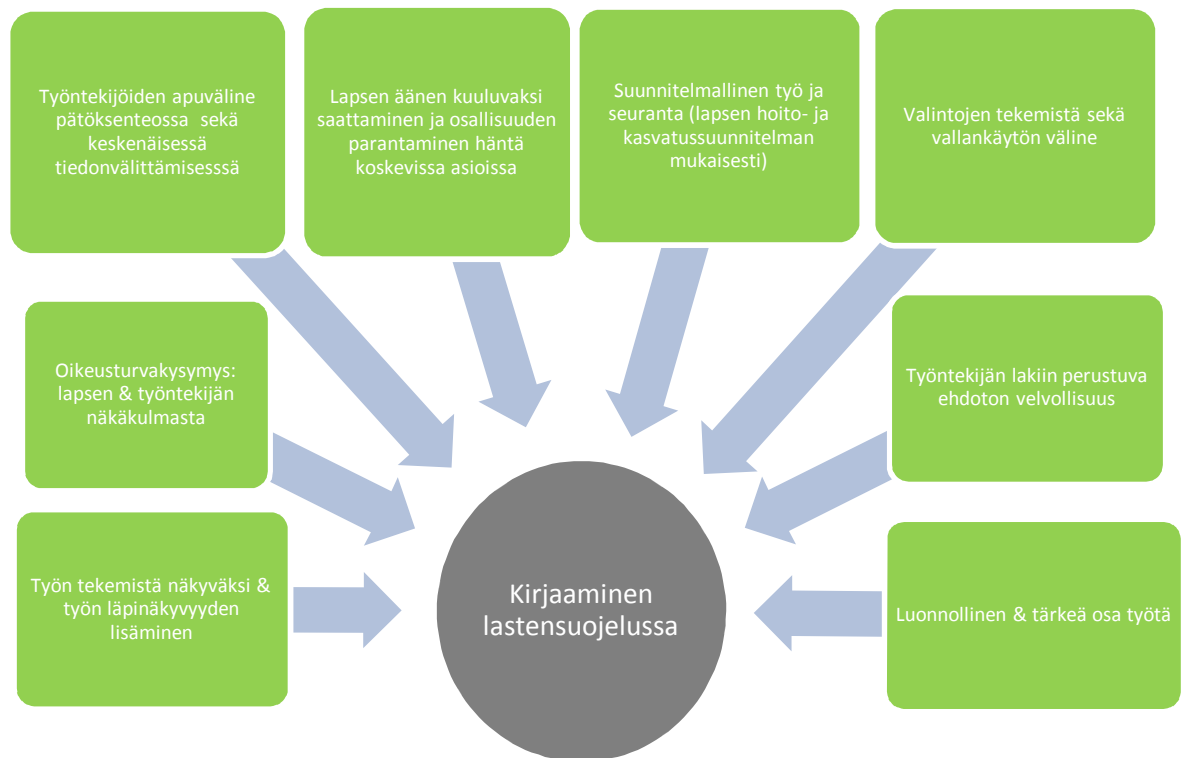 Työntekijöiden apuväline
pätöksenteossa sekä
keskenäisessä
tiedonvälittämisesssä
Lapsen äänen kuuluvaksi
saattaminen ja osallisuuden
parantaminen häntä
koskevissa asioissa
Suunnitelmallinen työ ja
seuranta (lapsen hoito- ja
kasvatussuunnitelman
mukaisesti)
Valintojen tekemistä sekä
vallankäytön väline
Oikeusturvakysymys:
lapsen & työntekijän
näkäkulmasta
Työntekijän lakiin perustuva
ehdoton velvollisuus
Työn tekemistä näkyväksi &
työn läpinäkyvyyden
lisäminen
Kirjaaminen
lastensuojelussa
Luonnollinen & tärkeä osa työtä